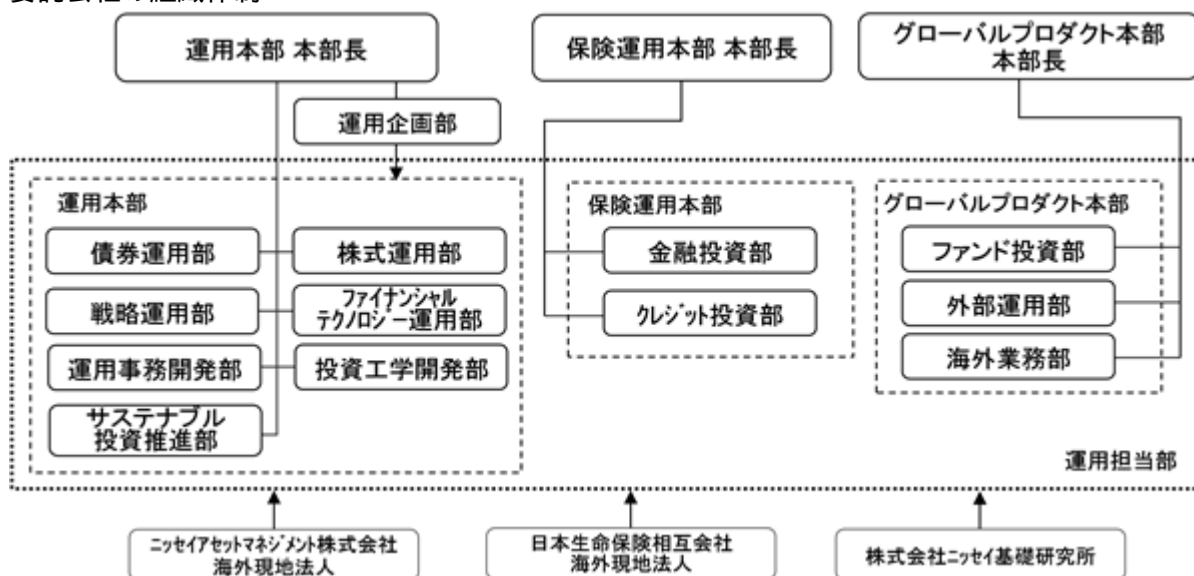 運用本部 本部長
保険運用本部 本部長
グローバルプロダクト本部
本部長
運用企画部
運用本部
債券運用部
株式運用部
戦略運用部
ファイナンシャル
テクノロジー運用部
運用事務開発部
投資工学開発部
サステナブル
投資推進部
保険運用本部
金融投資部
クレジット投資部
グローバルプロダクト本部
ファンド投資部
外部運用部
海外業務部
運用担当部
ニッセイアセットマネジメント株式会社
海外現地法人
日本生命保険相互会社
海外現地法人
株式会社ニッセイ基礎研究所